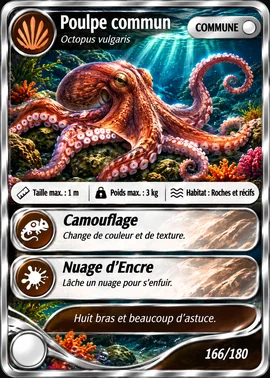 Poulpe commun
Octopus vulgaris
COMMUNE
Taille max. : 1 m
Poids max. : 3 kg
Habitat : Roches et récifs
Camouflage
Change de couleur et de texture.
Nuage d'Encre
Lâche un nuage pour s'enfuir.
Huit bras et beaucoup d'astuce.
166/180